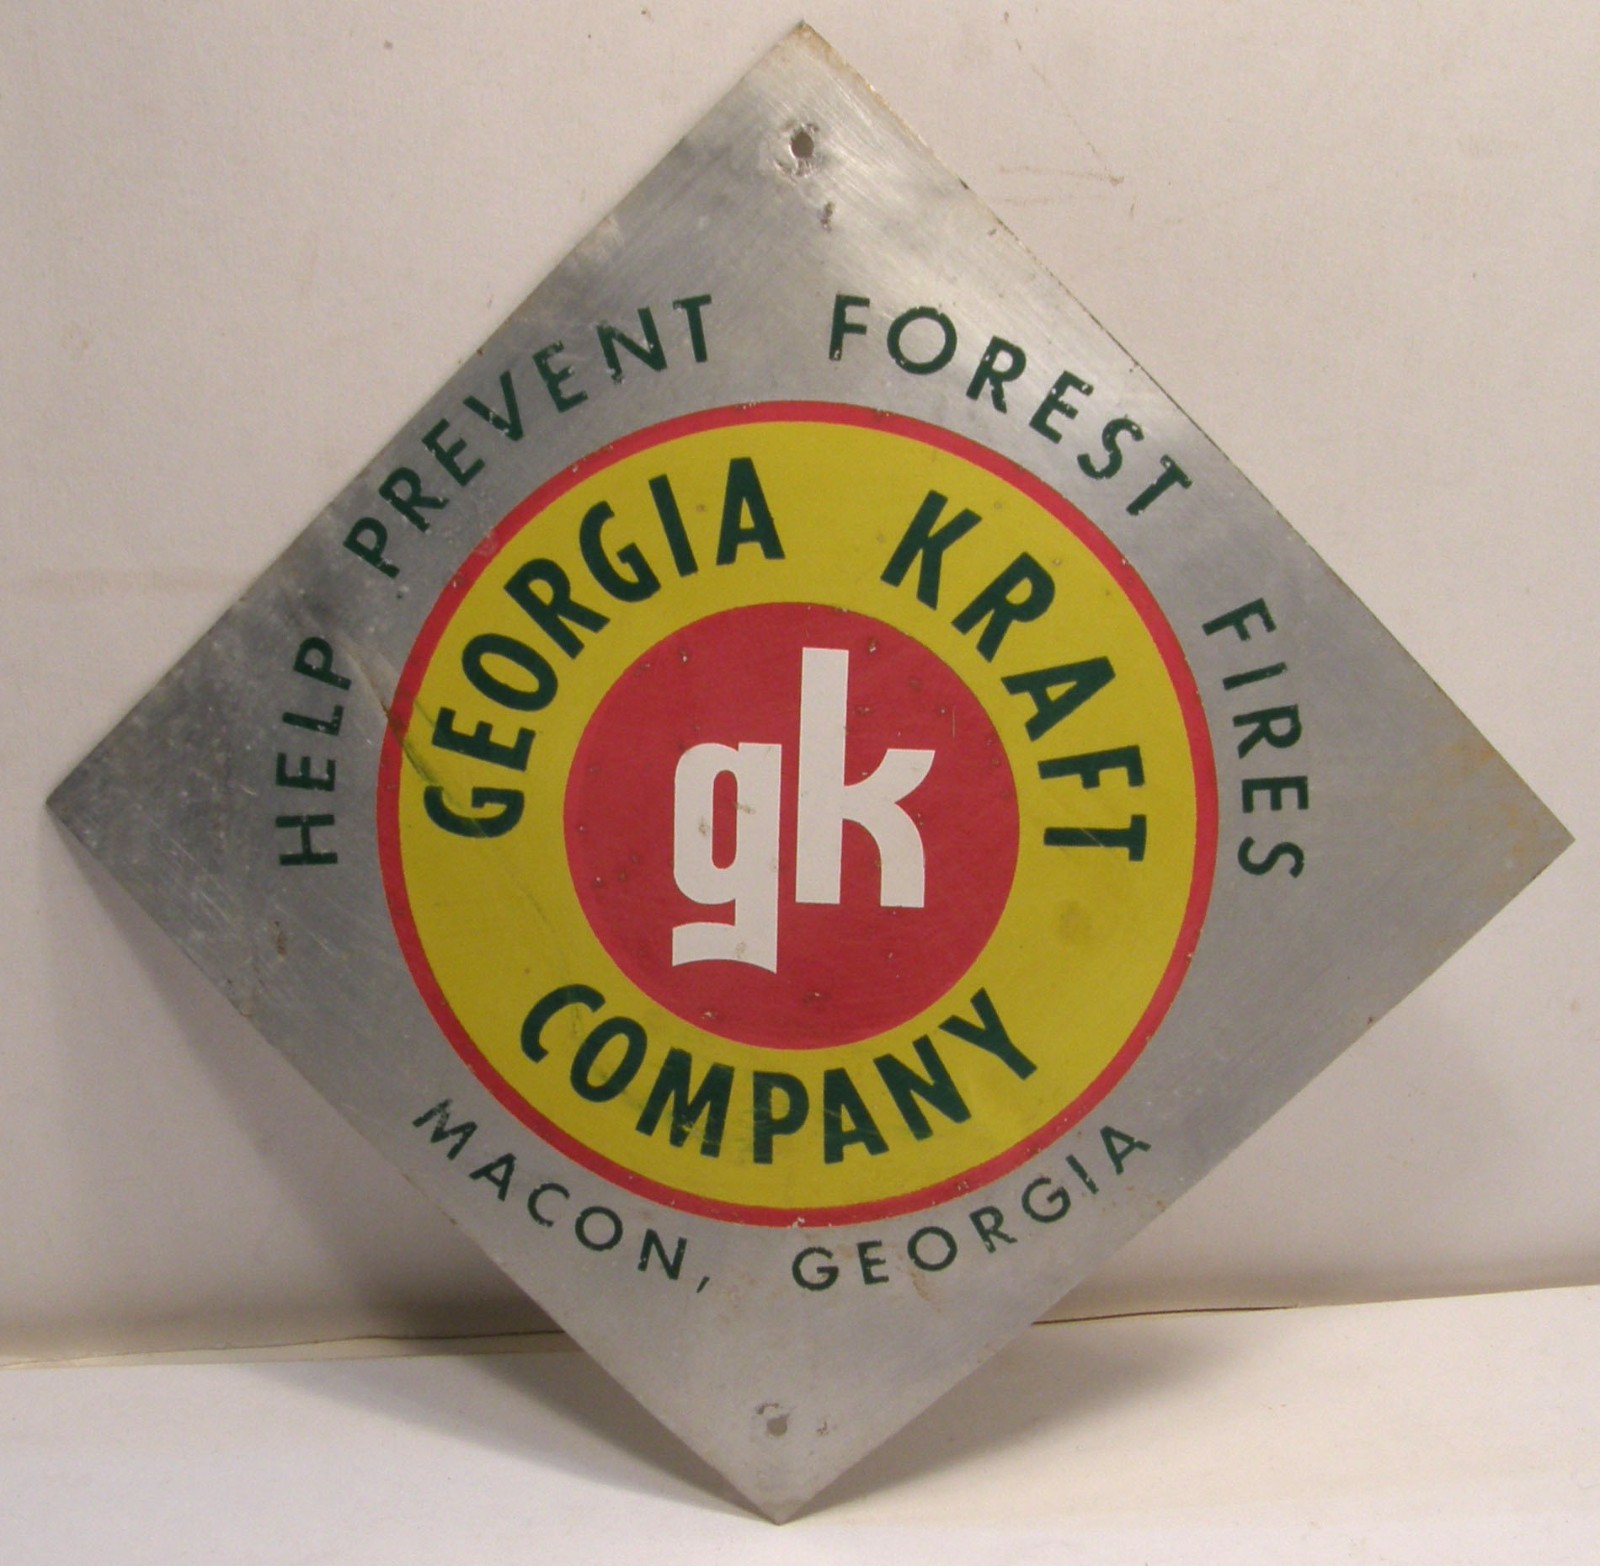 HELP PREVENT FOREST FIRES
GEORGIA KRAFT
gk
COMPANY
MACON, GEORGIA